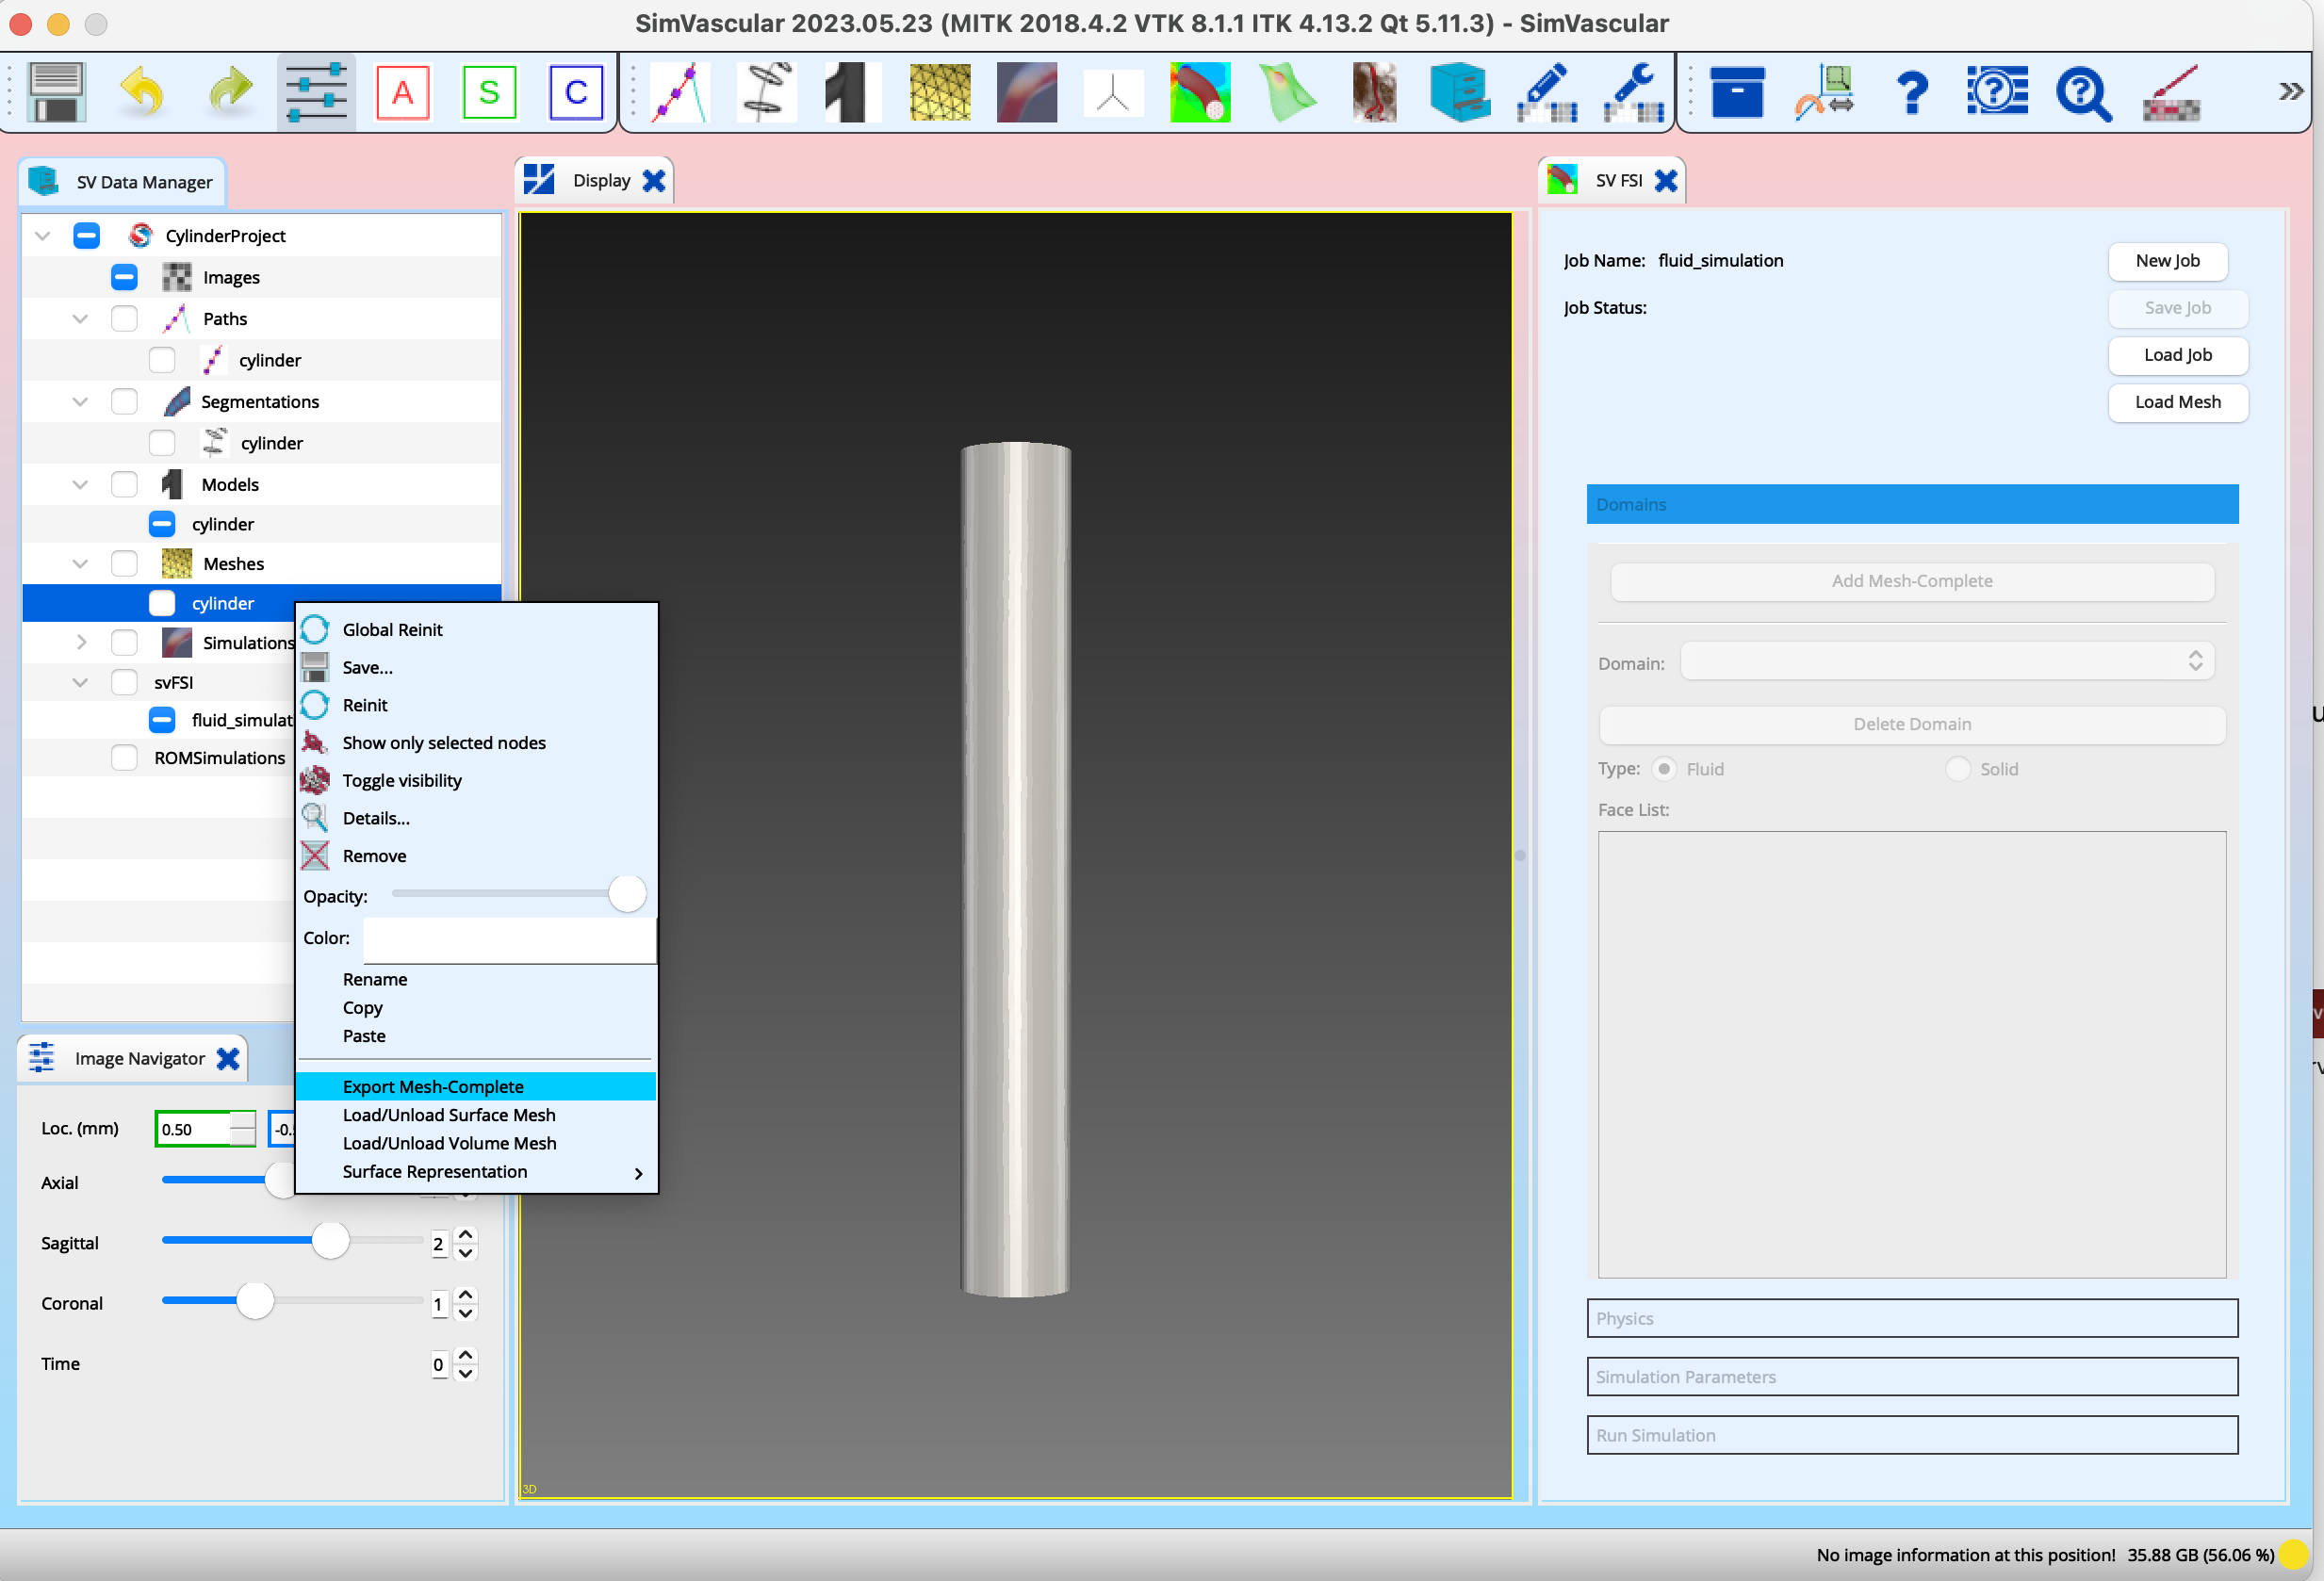 SimVascular 2023.05.23 (MITK 2018.4.2 VTK 8.1.1 ITK 4.13.2 Qt 5.11.3) - SimVascular
A S C
SV Data Manager
CylinderProject
Images
Paths
cylinder
Segmentations
cylinder
Models
cylinder
Meshes
cylinder
Simulations
svFSI
fluid_simulat
ROMSimulations
Global Reinit
Save...
Reinit
Show only selected nodes
Toggle visibility
Details...
Remove
Opacity:
Color:
Rename
Copy
Paste
Export Mesh-Complete
Load/Unload Surface Mesh
Load/Unload Volume Mesh
Surface Representation
Image Navigator
Loc. (mm) 0.50 -0.
Axial
Sagittal 2
Coronal 1
Time 0
Display
3D
SV FSI
Job Name: fluid_simulation
New Job
Job Status:
Save Job
Load Job
Load Mesh
Domains
Add Mesh-Complete
Domain:
Delete Domain
Type: Fluid Solid
Face List:
Physics
Simulation Parameters
Run Simulation
No image information at this position! 35.88 GB (56.06 %)